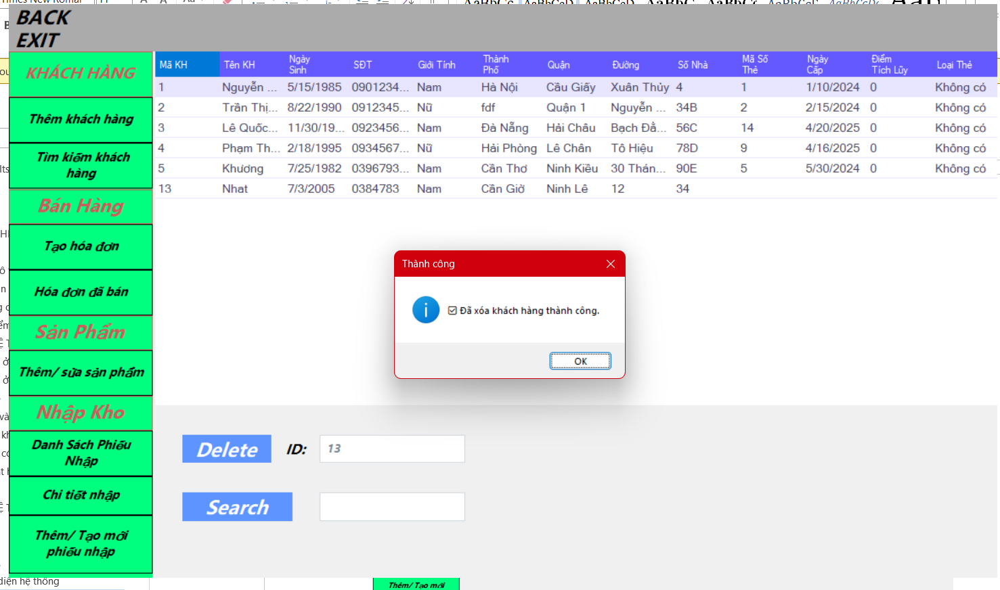 BACK
EXIT
KHÁCH HÀNG
Thêm khách hàng
Tìm kiếm khách
hàng
Bán Hàng
Tạo hóa đơn
Hóa đơn đã bán
Sản Phẩm
Thêm/ sửa sản phẩm
Nhập Kho
Danh Sách Phiếu
Nhập
Chi tiết nhập
Thêm/ Tạo mới
phiếu nhập
Mã KH Tên KH Ngày Sinh SĐT Giới Tính Thành Phố Quận Đường Số Nhà Mã Số Thẻ Ngày Cấp Điểm Tích Lũy Loại Thẻ
1 Nguyễn ... 5/15/1985 0901234... Nam Hà Nội Cầu Giấy Xuân Thủy 4 1 1/10/2024 0 Không có
2 Trần Thị... 8/22/1990 0912345... Nữ fdf Quận 1 Nguyễn ... 34B 2 2/15/2024 0 Không có
3 Lê Quốc... 11/30/19... 0923456... Nam Đà Nẵng Hải Châu Bạch Đằ... 56C 14 4/20/2025 0 Không có
4 Phạm Th... 2/18/1995 0934567... Nữ Hải Phòng Lê Chân Tô Hiệu 78D 9 4/16/2025 0 Không có
5 Khương 7/25/1982 0396793... Nam Cần Thơ Ninh Kiều 30 Thán... 90E 5 5/30/2024 0 Không có
13 Nhat 7/3/2005 0384783 Nam Cần Giờ Ninh Lê 12 34
Thành công
Đã xóa khách hàng thành công.
OK
Delete ID: 13
Search
diện hệ thống
Thêm/ Tạo mới